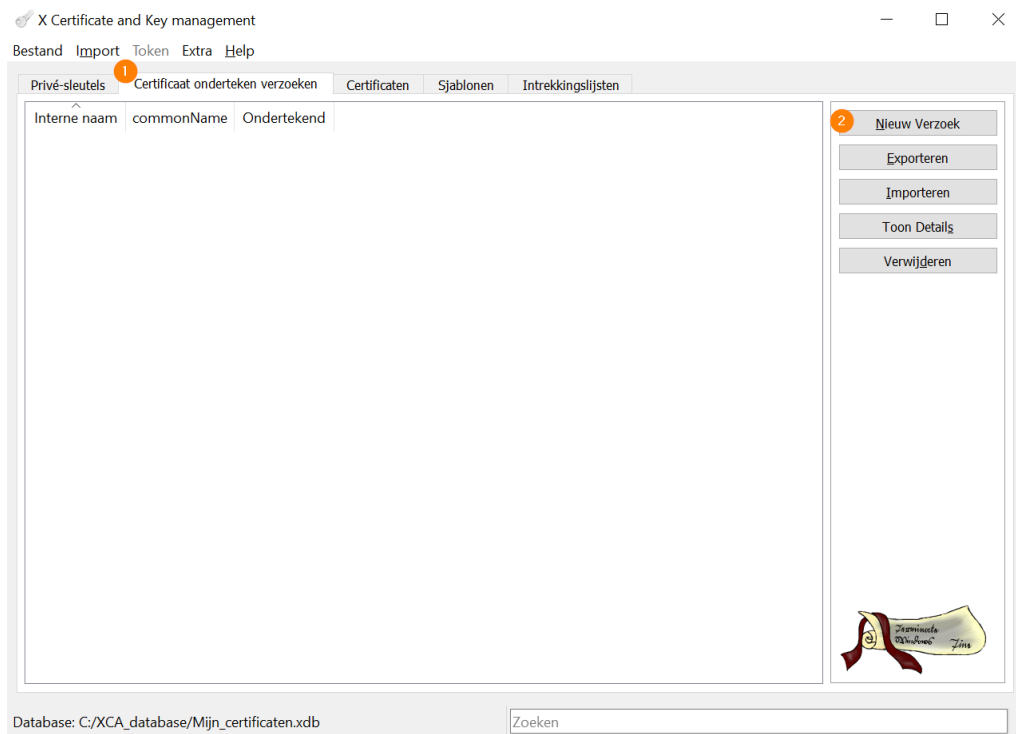 X Certificate and Key management
Bestand Import Token Extra Help
1
Privé-sleutels Certificaat onderteken verzoeken Certificaten Sjablonen Intrekkingslijsten
Interne naam commonName Ondertekend
2 Nieuw Verzoek
Exporteren
Importeren
Toon Details
Verwijderen
Database: C:/XCA_database/Mijn_certificaten.xdb
Zoeken